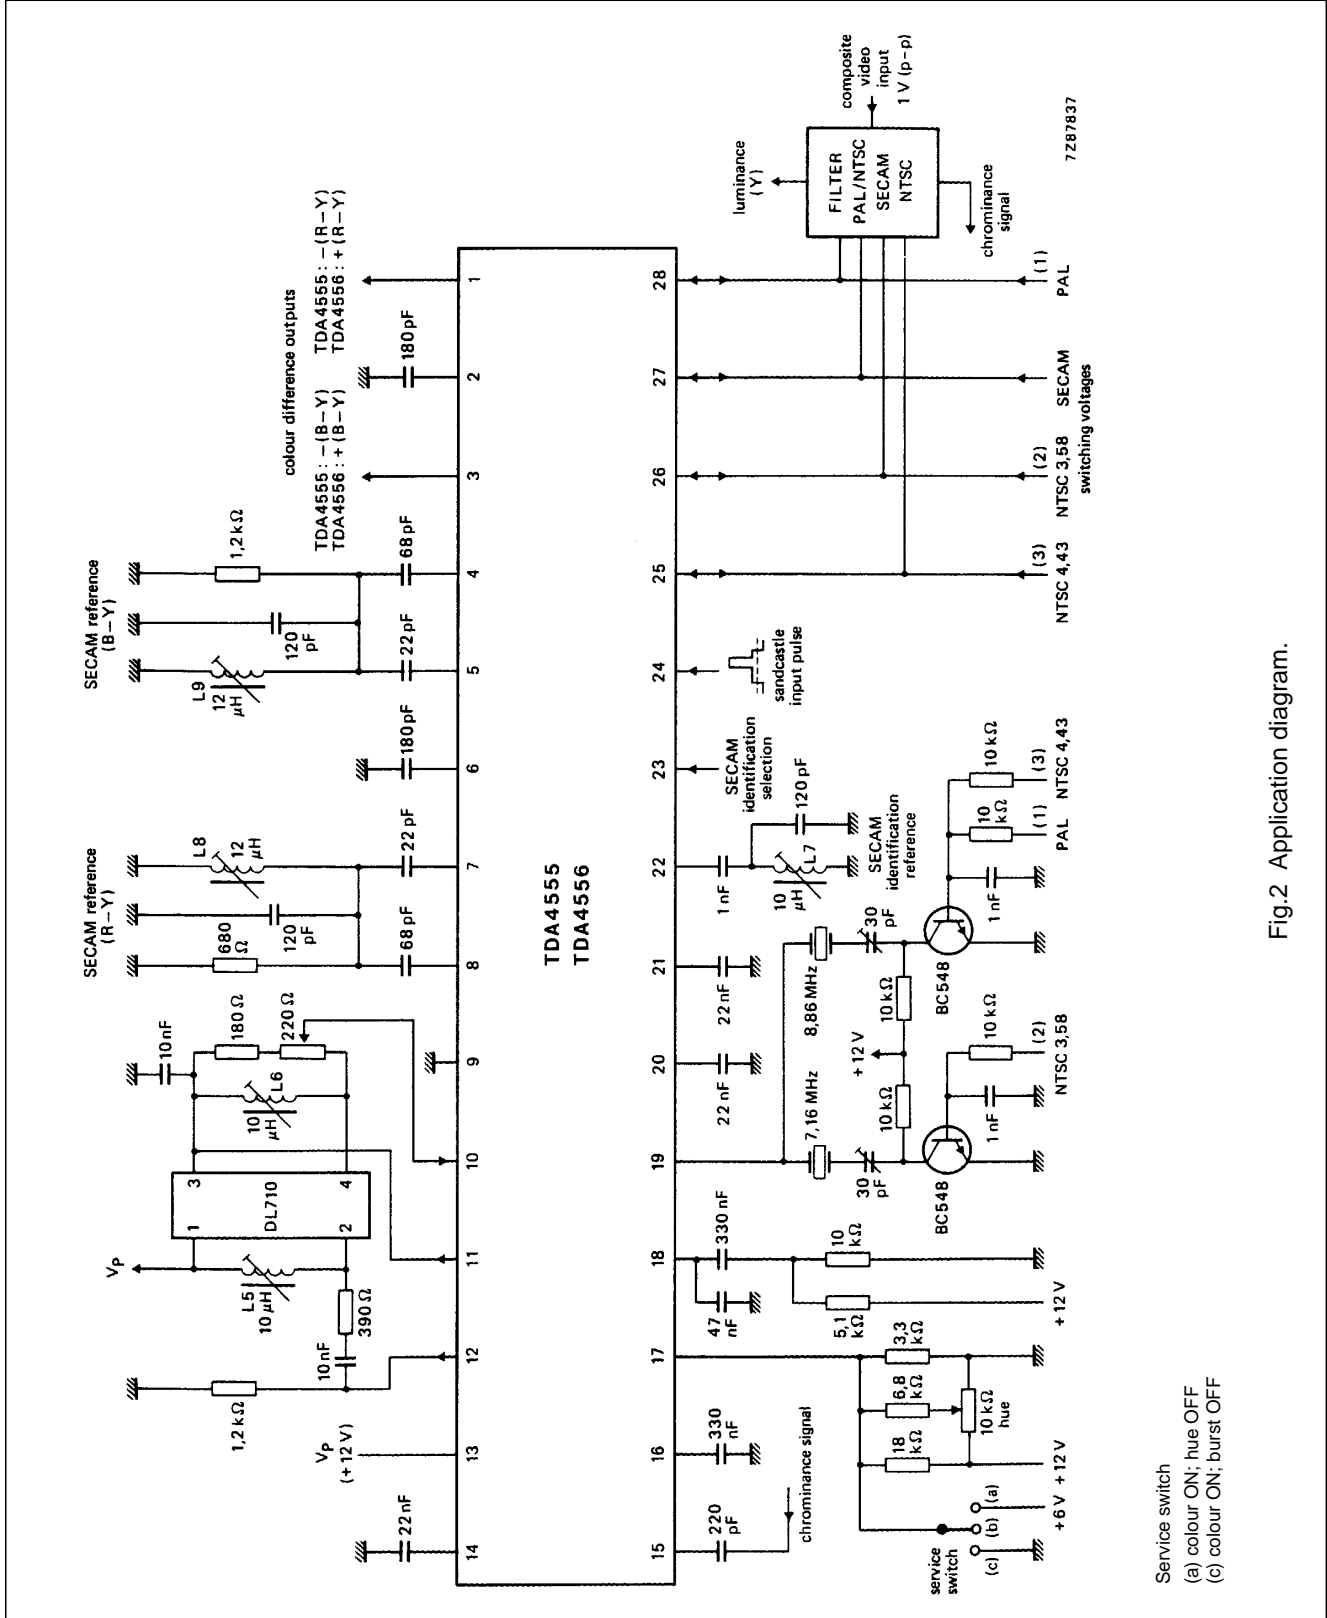 SECAM reference
(R−Y)
SECAM reference
(B−Y)
colour difference outputs
TDA4555 : −(B−Y)
TDA4556 : +(B−Y)
TDA4555 : −(R−Y)
TDA4556 : +(R−Y)
22 nF
VP
(+12 V)
1,2 kΩ
10 nF
390 Ω
L5
10 μH
VP
1
2
DL710
3
4
10
μH
L6
10 nF
180 Ω
220 Ω
680
Ω
120
pF
L8
12
μH
68 pF
22 pF
180 pF
L9
12
μH
120
pF
1,2 kΩ
22 pF
68 pF
180 pF
14
13
12
11
10
9
8
7
6
5
4
3
2
1
TDA4555
TDA4556
15
16
17
18
19
20
21
22
23
24
25
26
27
28
220
pF
chrominance signal
330
nF
service
switch
(c)
(b)
(a)
+6 V
+12 V
18
kΩ
6,8
kΩ
3,3
kΩ
10 kΩ
hue
47
nF
330 nF
5,1
kΩ
10
kΩ
+12 V
30
pF
7,16 MHz
BC548
10 kΩ
1 nF
10 kΩ
(2)
NTSC 3,58
22 nF
22 nF
+12 V
8,86 MHz
10 kΩ
30
pF
BC548
1 nF
10
kΩ
10 kΩ
(1)
PAL
(3)
NTSC 4,43
1 nF
10
μH
L7
120 pF
SECAM
identification
reference
SECAM
identification
selection
sandcastle
input pulse
(3)
NTSC 4,43
(2)
NTSC 3,58
SECAM
(1)
PAL
switching voltages
luminance
(Y)
FILTER
PAL/NTSC
SECAM
NTSC
composite
video
input
1 V (p−p)
chrominance
signal
7Z87837
Service switch
(a) colour ON; hue OFF
(c) colour ON; burst OFF
Fig.2 Application diagram.